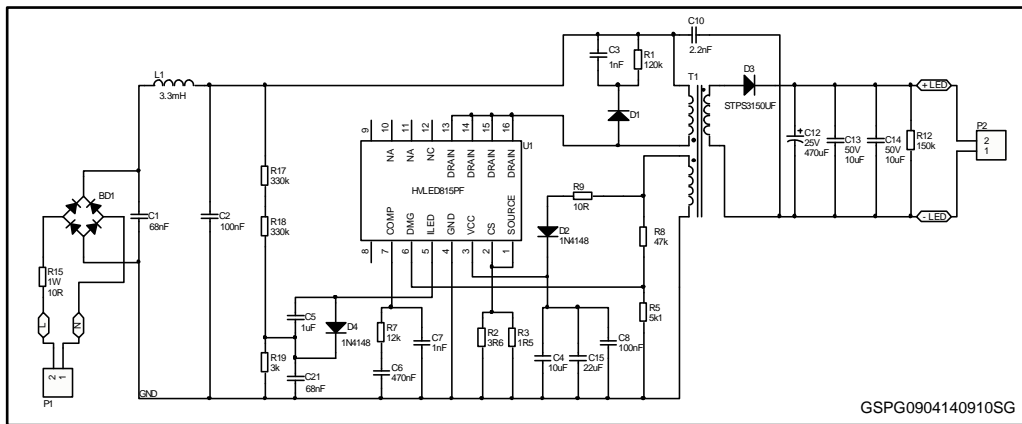 C10
2.2nF
C3
1nF
R1
120k
T1
D3
STPS3150UF
L1
3.3mH
D1
+ LED
P2
2
1
C12
25V
470uF
C13
50V
10uF
C14
50V
10uF
R12
150k
- LED
9
10
11
12
13
14
15
16
U1
NA
NA
NC
DRAIN
DRAIN
DRAIN
DRAIN
HVLED815PF
COMP
DMG
ILED
GND
VCC
CS
SOURCE
8
7
6
5
4
3
2
1
R17
330k
R18
330k
BD1
C1
68nF
C2
100nF
R9
10R
D2
1N4148
R8
47k
R15
1W
10R
L
N
2
1
P1
C5
1uF
D4
1N4148
R7
12k
C7
1nF
R2
3R6
R3
1R5
R5
5k1
R19
3k
C21
68nF
C6
470nF
C4
10uF
C15
22uF
C8
100nF
GND
GSPG0904140910SG